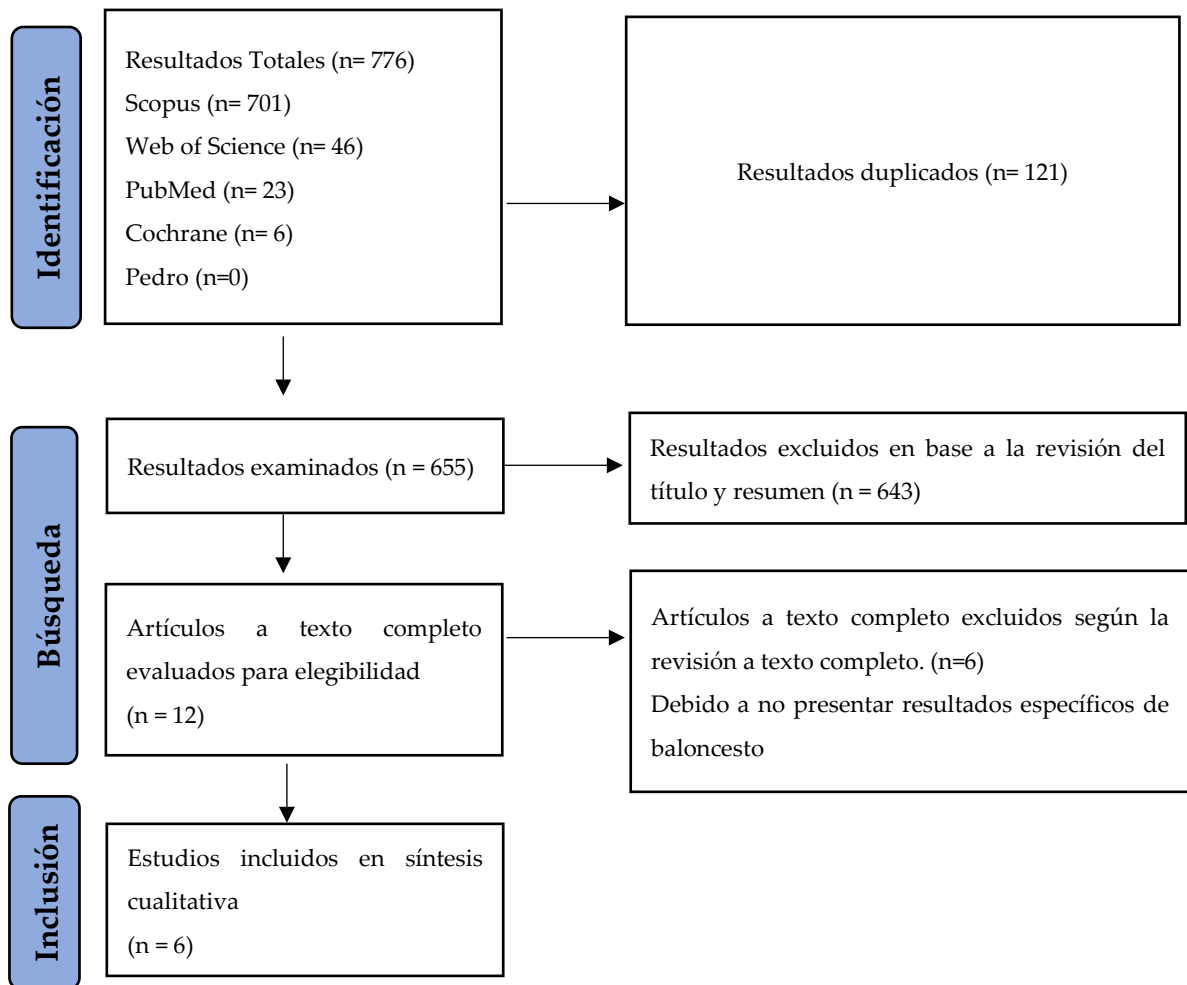 Identificación
Resultados Totales (n= 776)
Scopus (n= 701)
Web of Science (n= 46)
PubMed (n= 23)
Cochrane (n= 6)
Pedro (n=0)
Resultados duplicados (n= 121)
Búsqueda
Resultados examinados (n = 655)
Resultados excluidos en base a la revisión del
título y resumen (n = 643)
Artículos a texto completo
evaluados para elegibilidad
(n = 12)
Artículos a texto completo excluidos según la
revisión a texto completo. (n=6)
Debido a no presentar resultados específicos de
baloncesto
Inclusión
Estudios incluidos en síntesis
cualitativa
(n = 6)